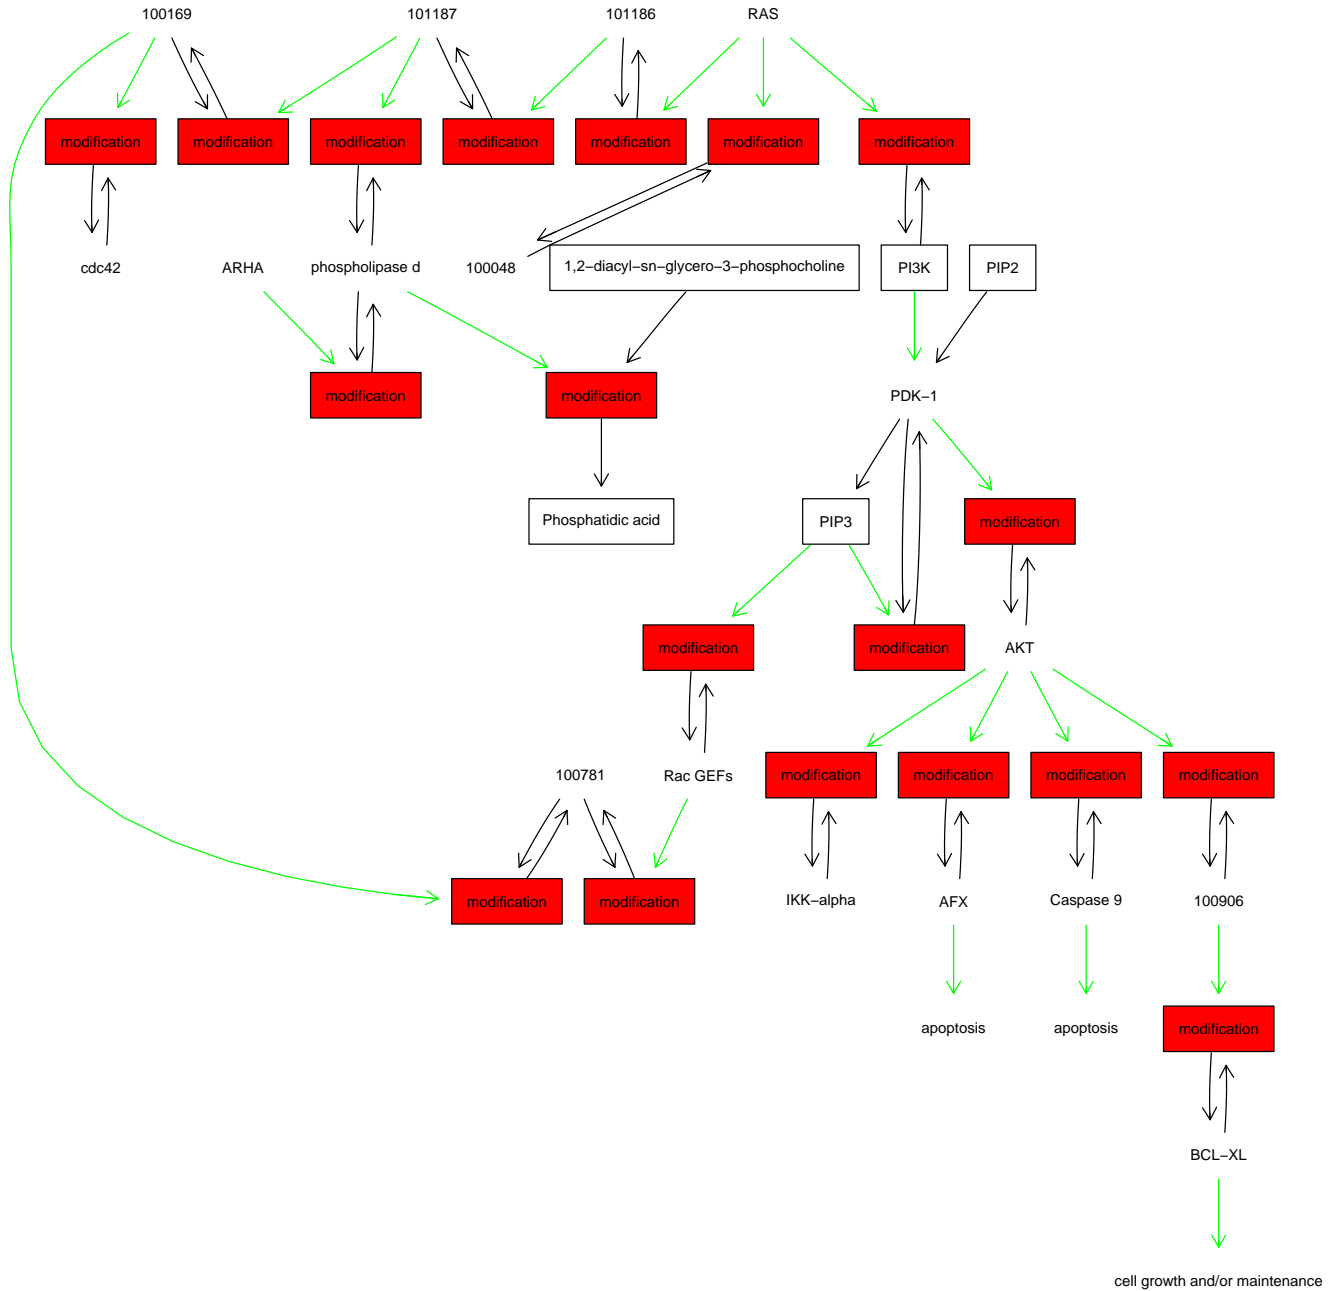 100169
101187
101186
RAS
modification
modification
modification
modification
modification
modification
modification
cdc42
ARHA
phospholipase d
100048
1,2−diacyl−sn−glycero−3−phosphocholine
PI3K
PIP2
modification
modification
PDK−1
Phosphatidic acid
PIP3
modification
modification
modification
AKT
100781
Rac GEFs
modification
modification
modification
modification
modification
modification
IKK−alpha
AFX
Caspase 9
100906
apoptosis
apoptosis
modification
BCL−XL
cell growth and/or maintenance